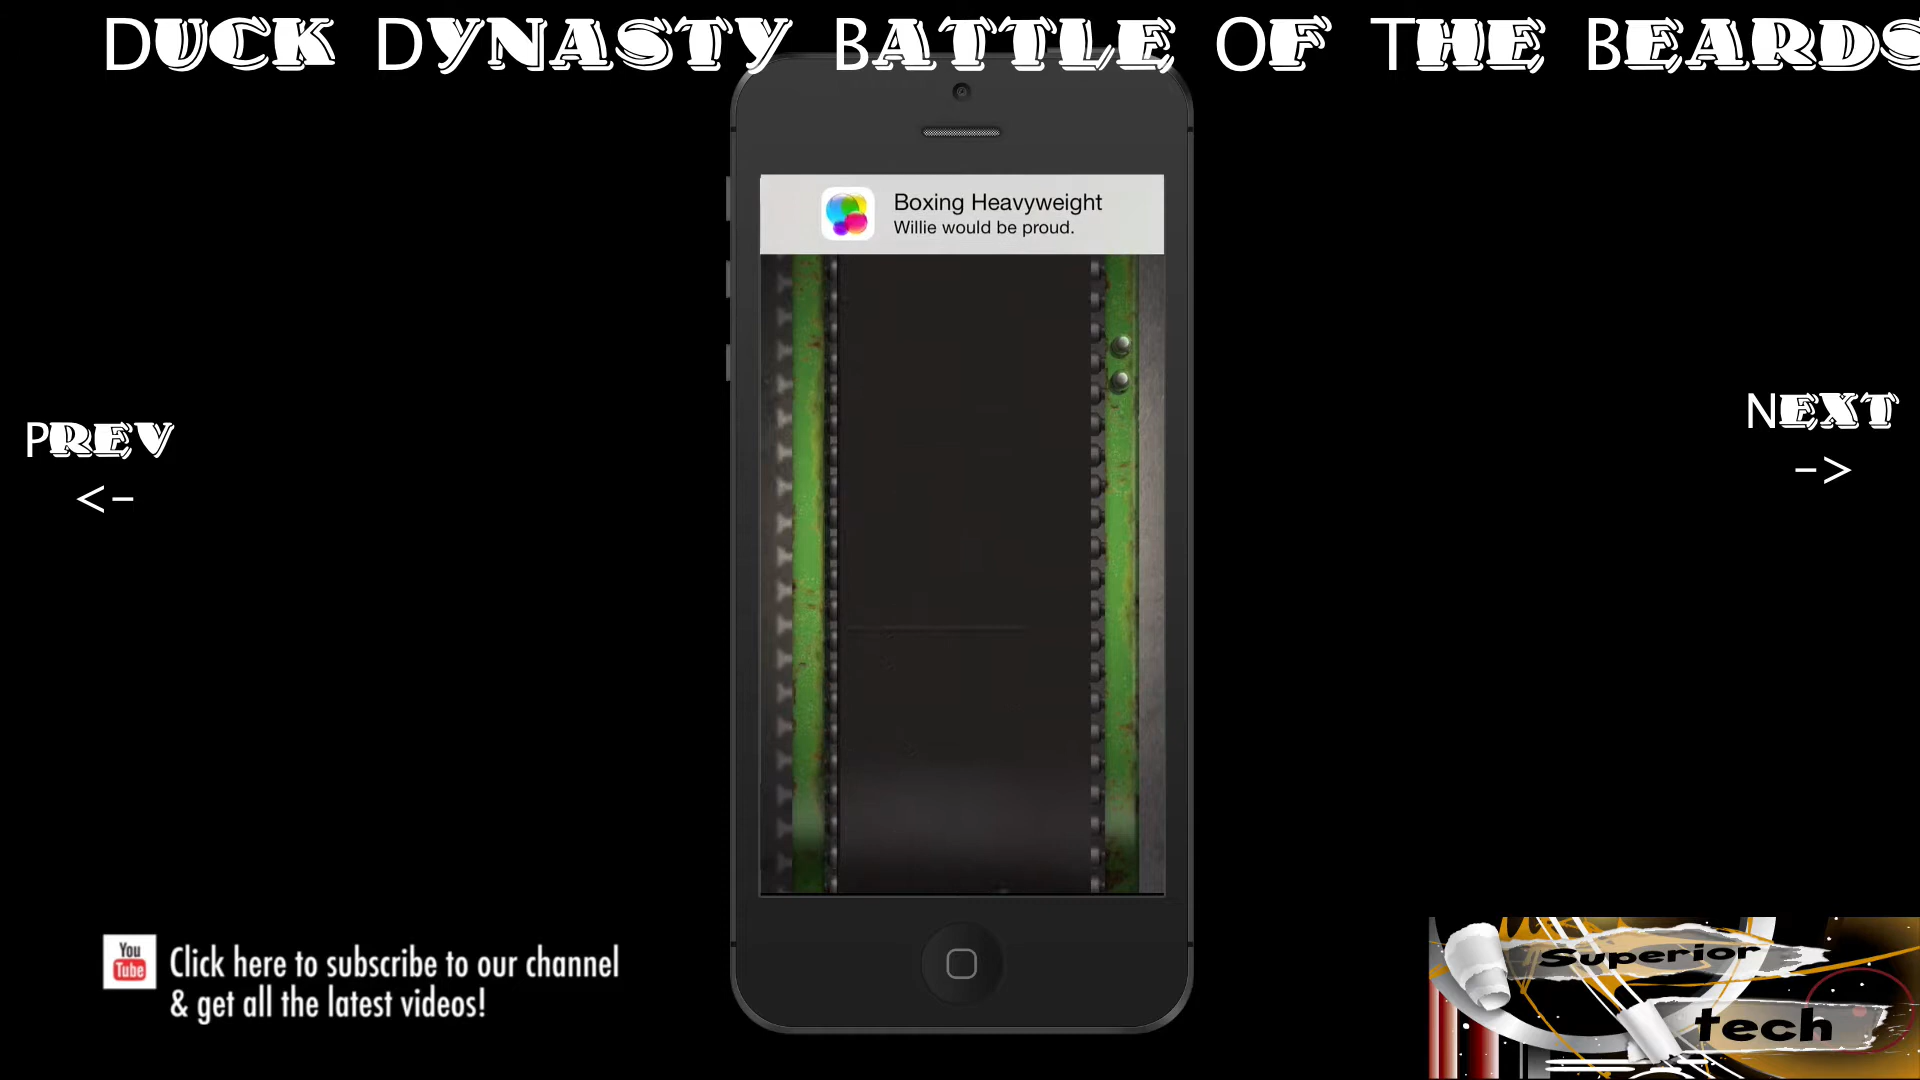 Duck Dynasty Battle Of The Beards
Boxing Heavyweight
Willie would be proud.
Prev
<-
Next
->
You
Tube
Click here to subscribe to our channel
& get all the latest videos!
Superior
tech